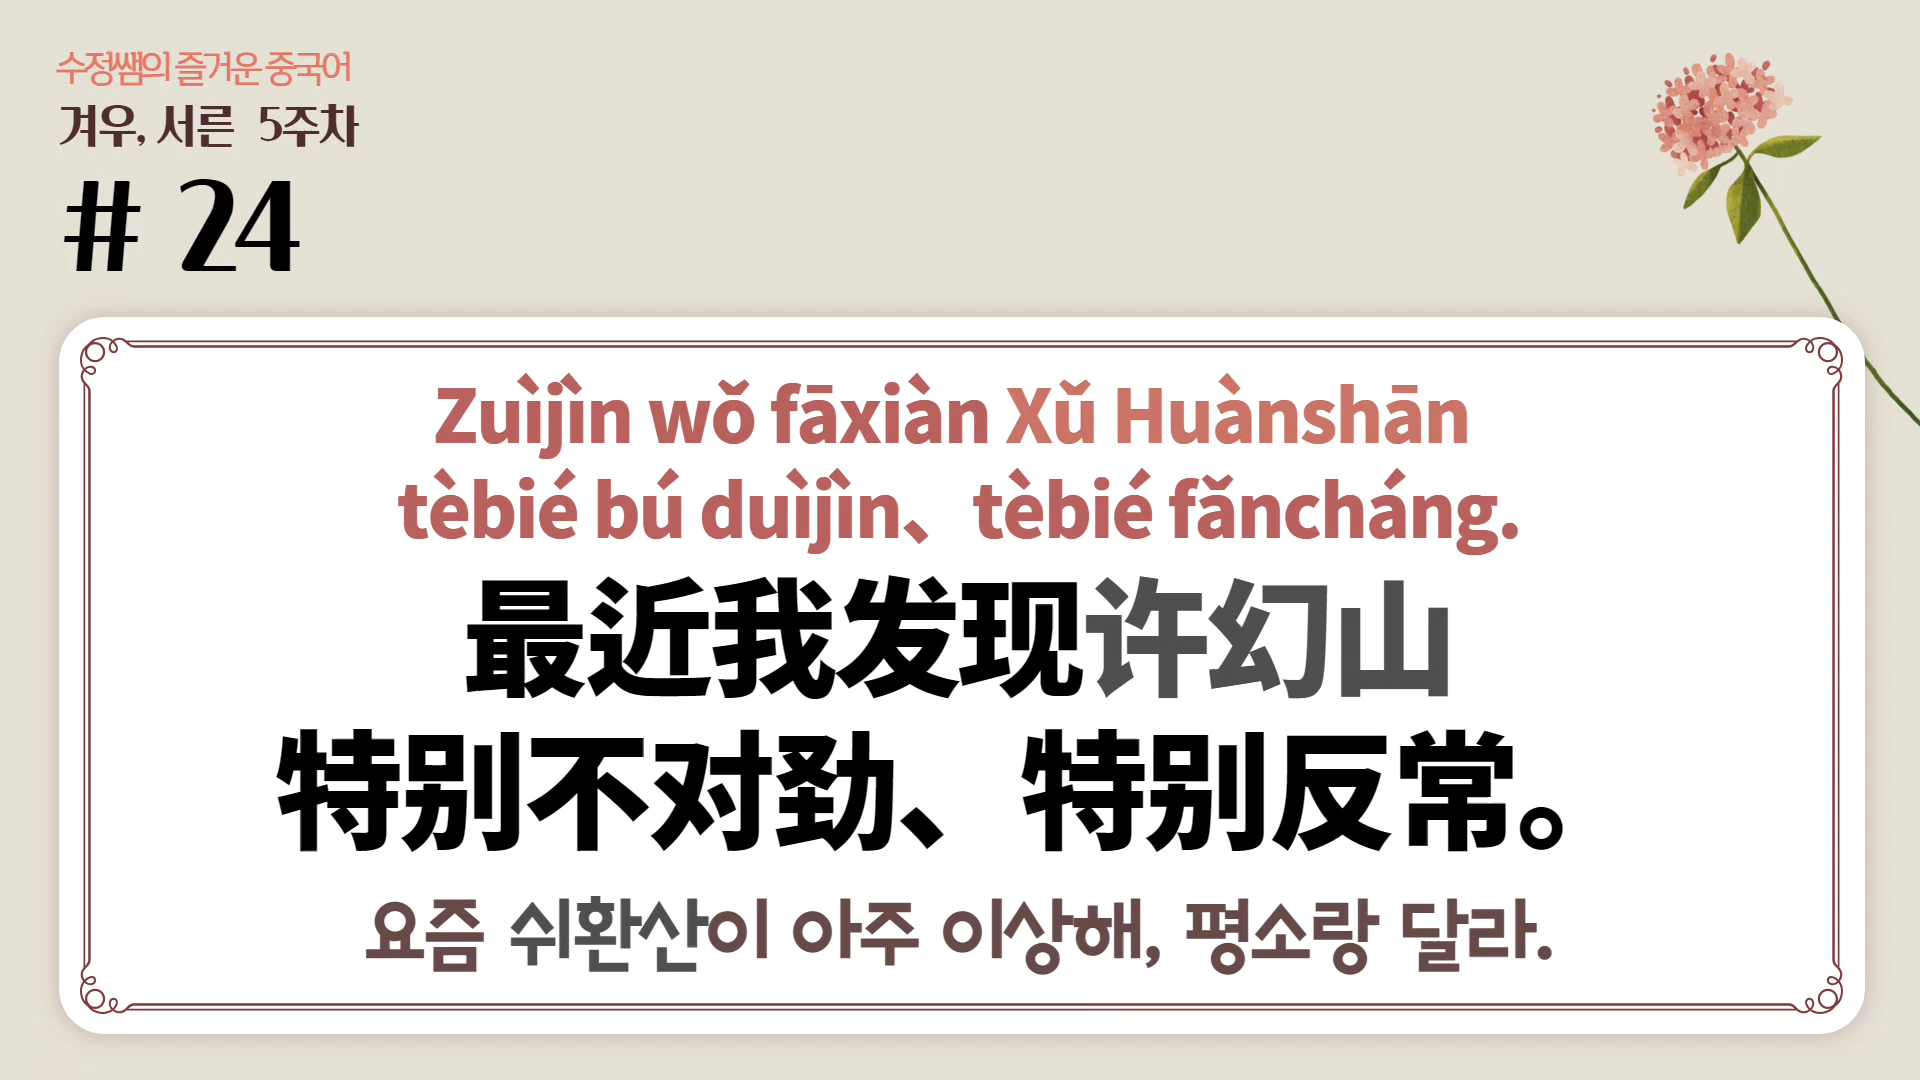 수정쌤의 즐거운 중국어
겨우, 서른 5주차
# 24
Zuìjìn wǒ fāxiàn Xǔ Huànshān
tèbié bú duìjìn、tèbié fǎncháng.
最近我发现许幻山
特别不对劲、特别反常。
요즘 쉬환산이 아주 이상해, 평소랑 달라.